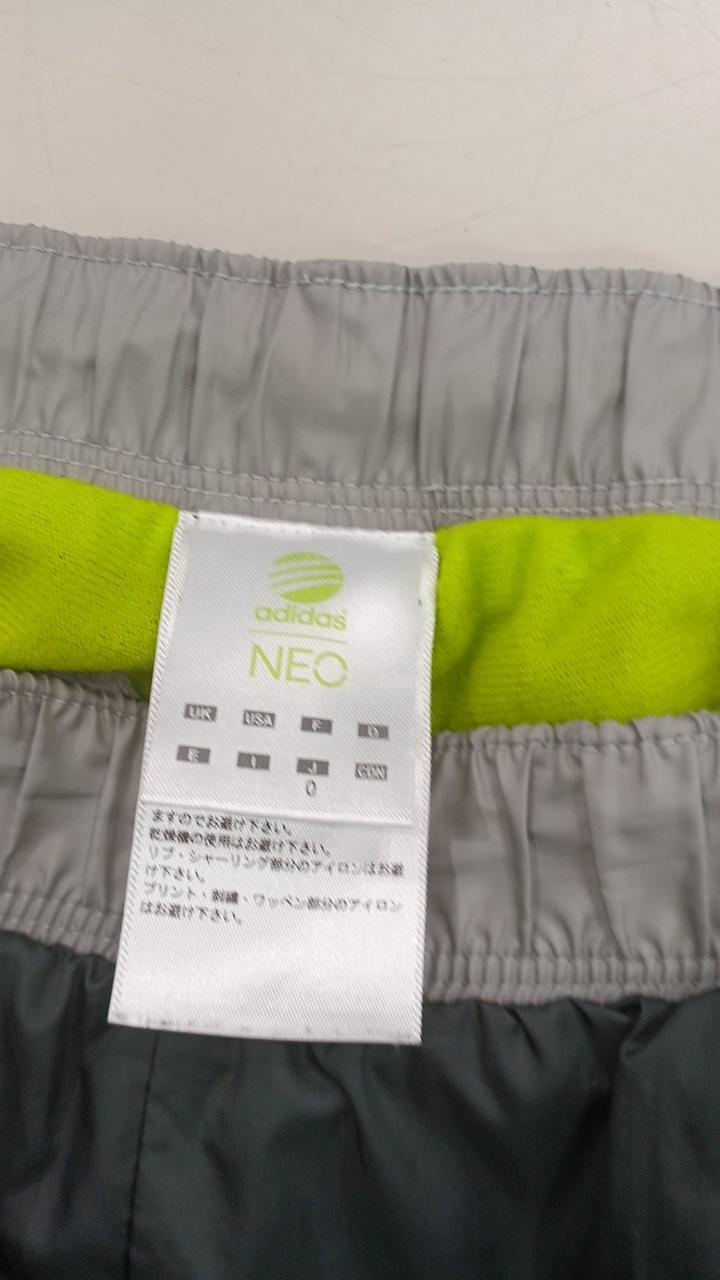 adidas
NEO
UK USA F D
E I J CDN
0
ますのでお避け下さい。
乾燥機の使用はお避け下さい。
リブ・シャーリング部分のアイロンはお避
け下さい。
プリント・刺繍・ワッペン部分のアイロン
はお避け下さい。